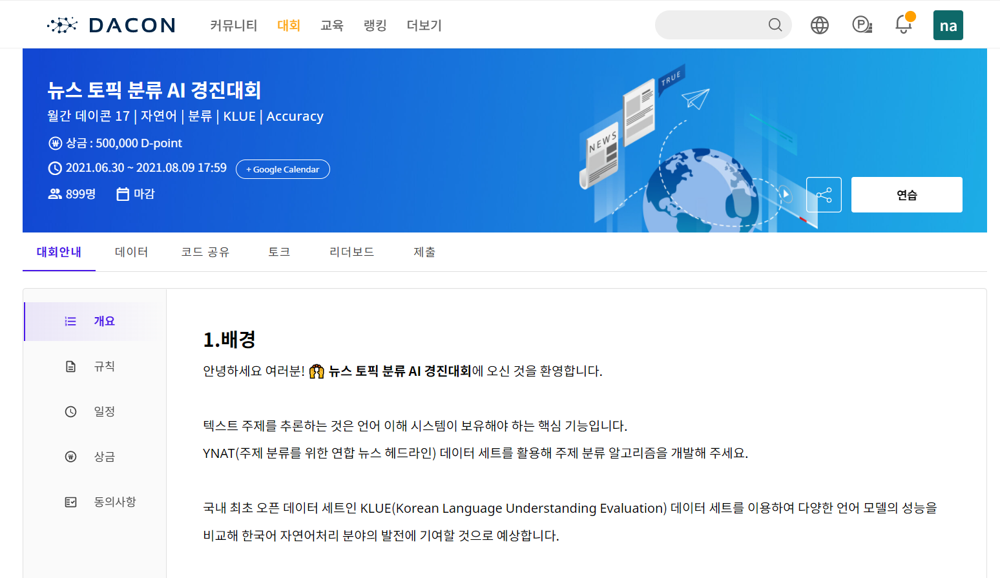 DACON 커뮤니티 대회 교육 랭킹 더보기 na
뉴스 토픽 분류 AI 경진대회
월간 데이콘 17 | 자연어 | 분류 | KLUE | Accuracy
상금 : 500,000 D-point
2021.06.30 ~ 2021.08.09 17:59 + Google Calendar
899명 마감
TRUE
NEWS
연습
대회안내 데이터 코드 공유 토크 리더보드 제출
개요
규칙
일정
상금
동의사항
1.배경
안녕하세요 여러분! 🙌 뉴스 토픽 분류 AI 경진대회에 오신 것을 환영합니다.
텍스트 주제를 추론하는 것은 언어 이해 시스템이 보유해야 하는 핵심 기능입니다.
YNAT(주제 분류를 위한 연합 뉴스 헤드라인) 데이터 세트를 활용해 주제 분류 알고리즘을 개발해 주세요.
국내 최초 오픈 데이터 세트인 KLUE(Korean Language Understanding Evaluation) 데이터 세트를 이용하여 다양한 언어 모델의 성능을
비교해 한국어 자연어처리 분야의 발전에 기여할 것으로 예상합니다.